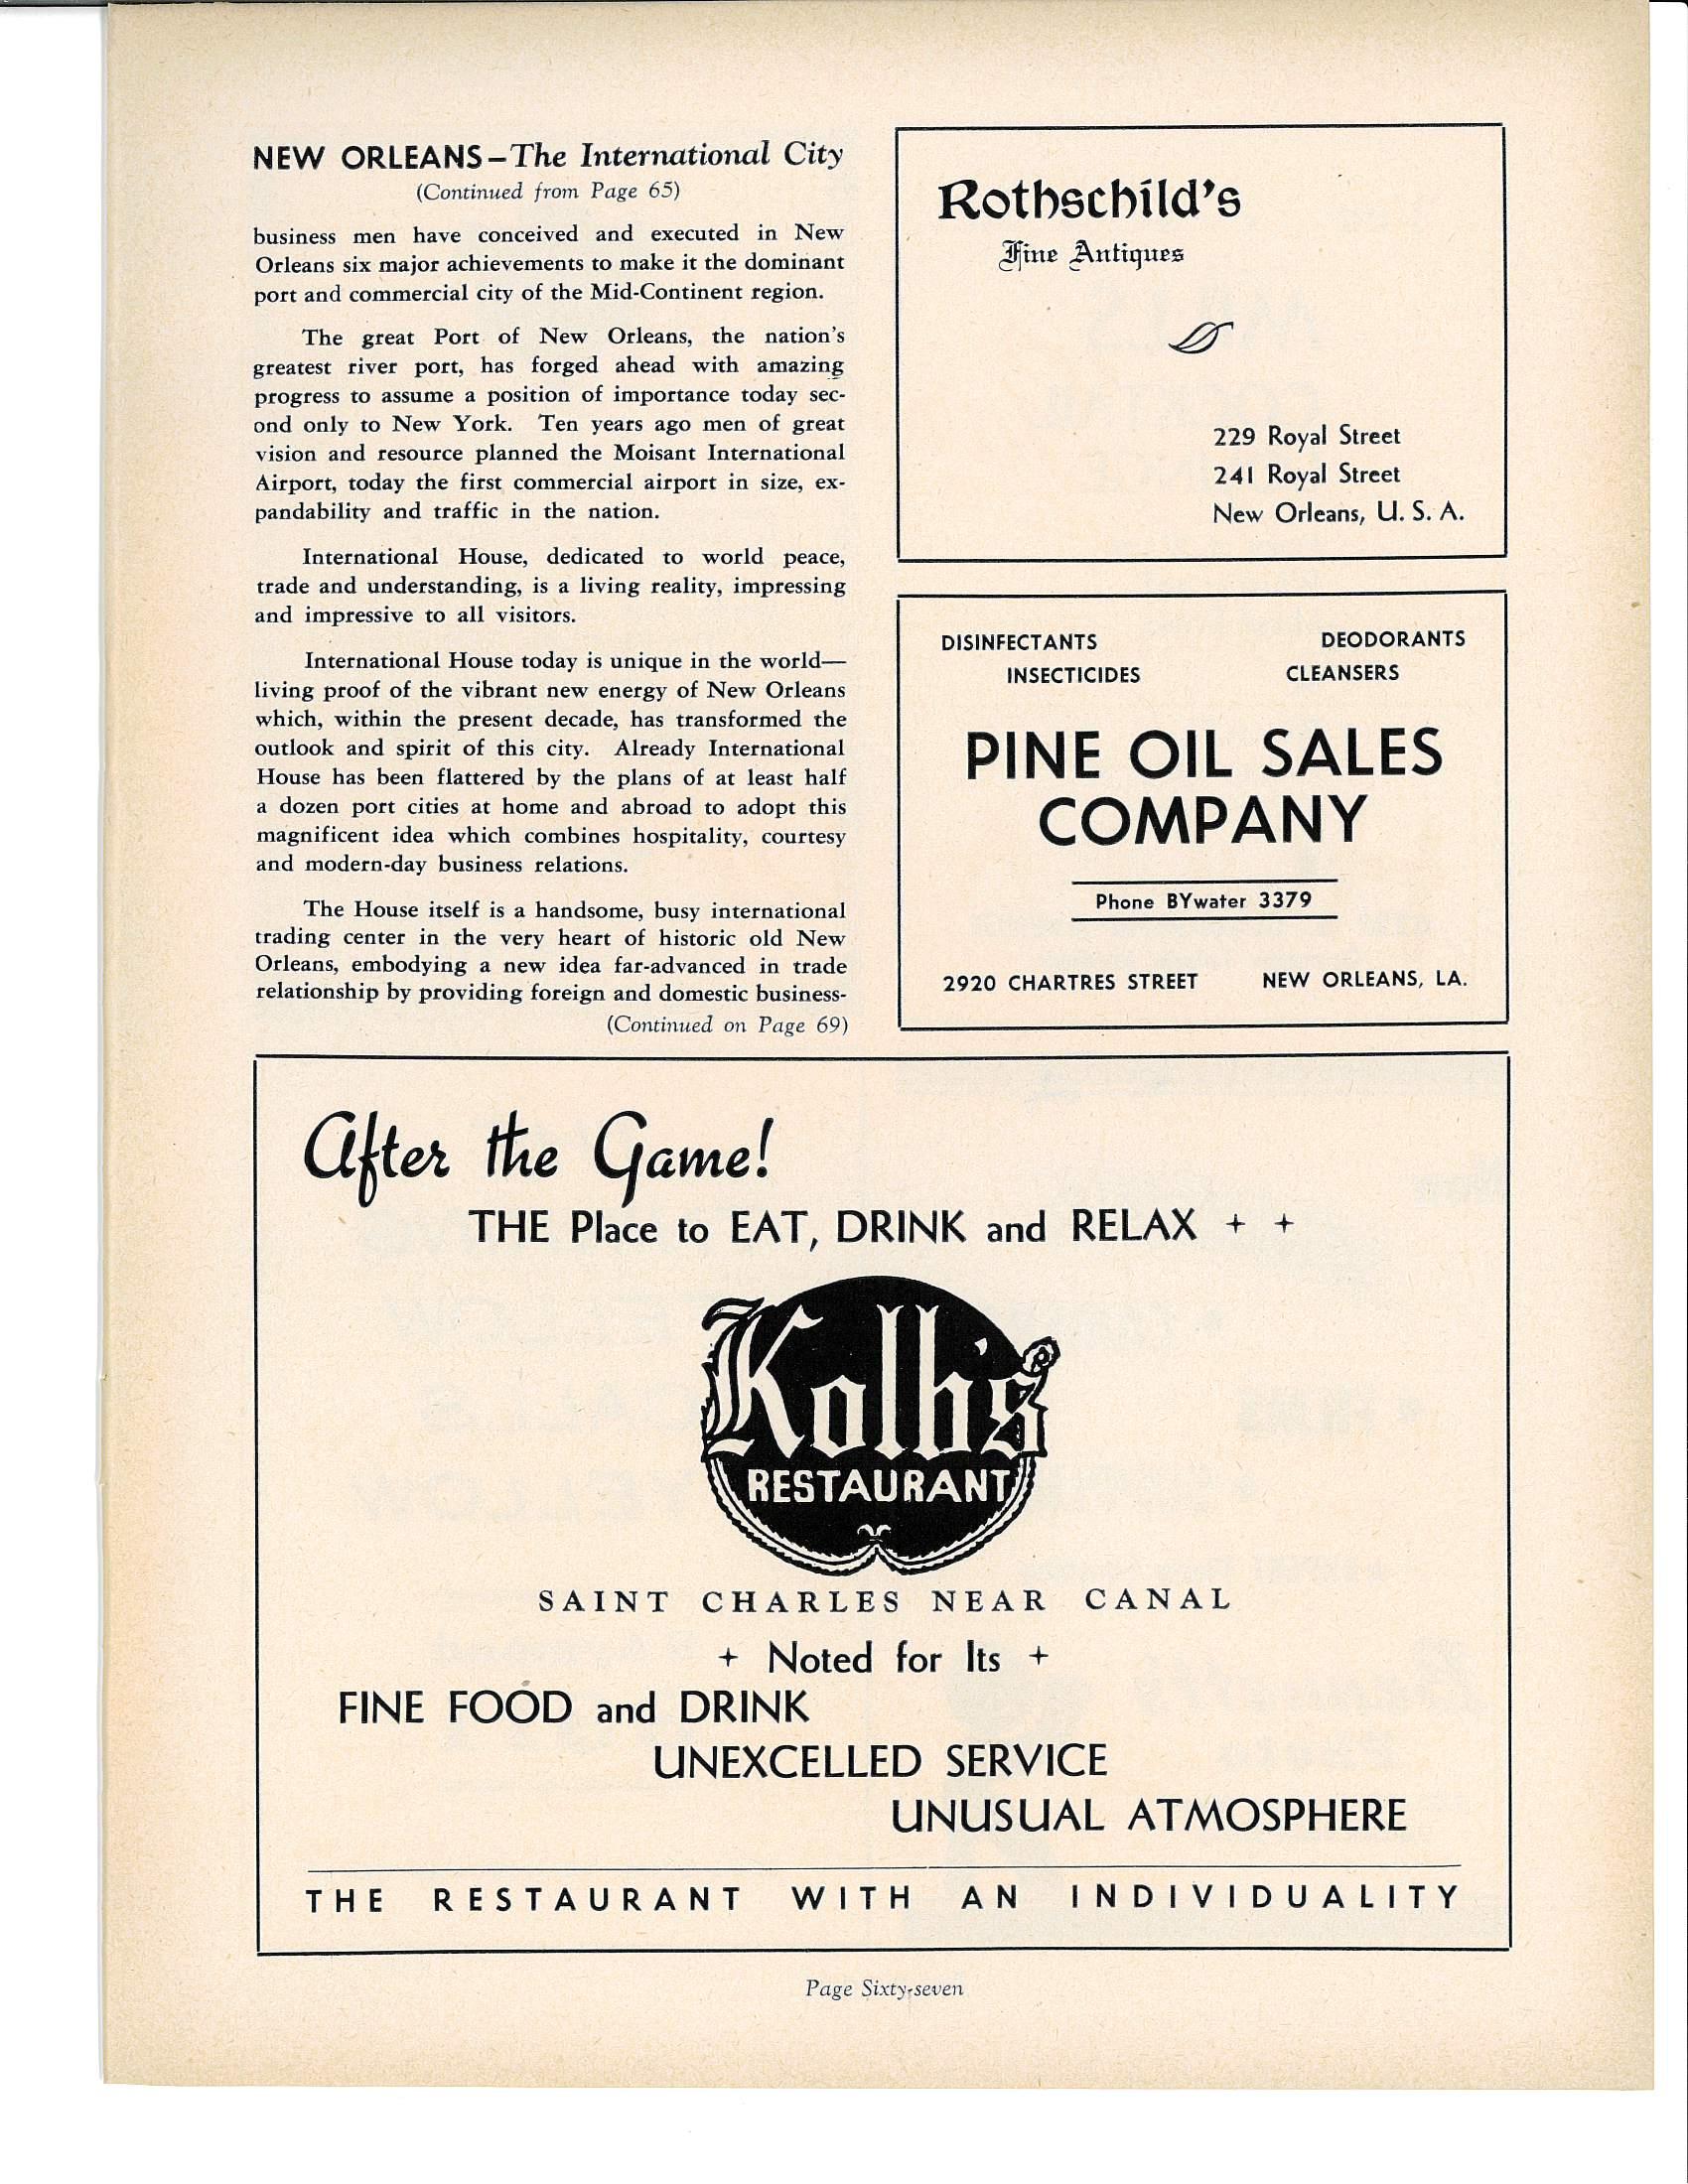 NEW ORLEANS–The International City
(Continued from Page 65)
business men have conceived and executed in New
Orleans six major achievements to make it the dominant
port and commercial city of the Mid-Continent region.
The great Port of New Orleans, the nation's
greatest river port, has forged ahead with amazing
progress to assume a position of importance today sec-
ond only to New York. Ten years ago men of great
vision and resource planned the Moisant International
Airport, today the first commercial airport in size, ex-
pandability and traffic in the nation.
International House, dedicated to world peace,
trade and understanding, is a living reality, impressing
and impressive to all visitors.
International House today is unique in the world—
living proof of the vibrant new energy of New Orleans
which, within the present decade, has transformed the
outlook and spirit of this city. Already International
House has been flattered by the plans of at least half
a dozen port cities at home and abroad to adopt this
magnificent idea which combines hospitality, courtesy
and modern-day business relations.
The House itself is a handsome, busy international
trading center in the very heart of historic old New
Orleans, embodying a new idea far-advanced in trade
relationship by providing foreign and domestic business-
(Continued on Page 69)
Rothschild's
Fine Antiques
229 Royal Street
241 Royal Street
New Orleans, U. S. A.
DISINFECTANTS DEODORANTS
INSECTICIDES CLEANSERS
PINE OIL SALES
COMPANY
Phone BYwater 3379
2920 CHARTRES STREET NEW ORLEANS, LA.
After the Game!
THE Place to EAT, DRINK and RELAX + +
Kolb's
RESTAURANT
SAINT CHARLES NEAR CANAL
+ Noted for Its +
FINE FOOD and DRINK
UNEXCELLED SERVICE
UNUSUAL ATMOSPHERE
THE RESTAURANT WITH AN INDIVIDUALITY
Page Sixty-seven